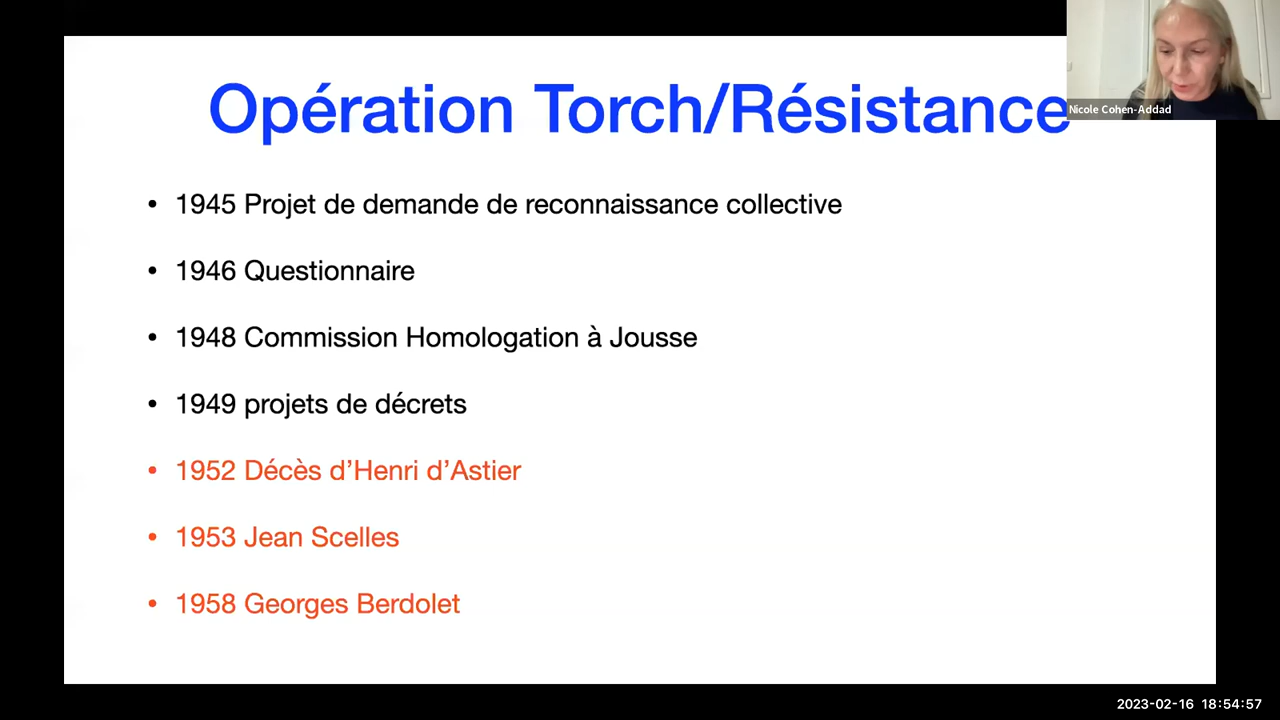 Opération Torch/Résistance
Nicole Cohen-Addad
• 1945 Projet de demande de reconnaissance collective
• 1946 Questionnaire
• 1948 Commission Homologation à Jousse
• 1949 projets de décrets
• 1952 Décès d’Henri d’Astier
• 1953 Jean Scelles
• 1958 Georges Berdolet
2023-02-16 18:54:57